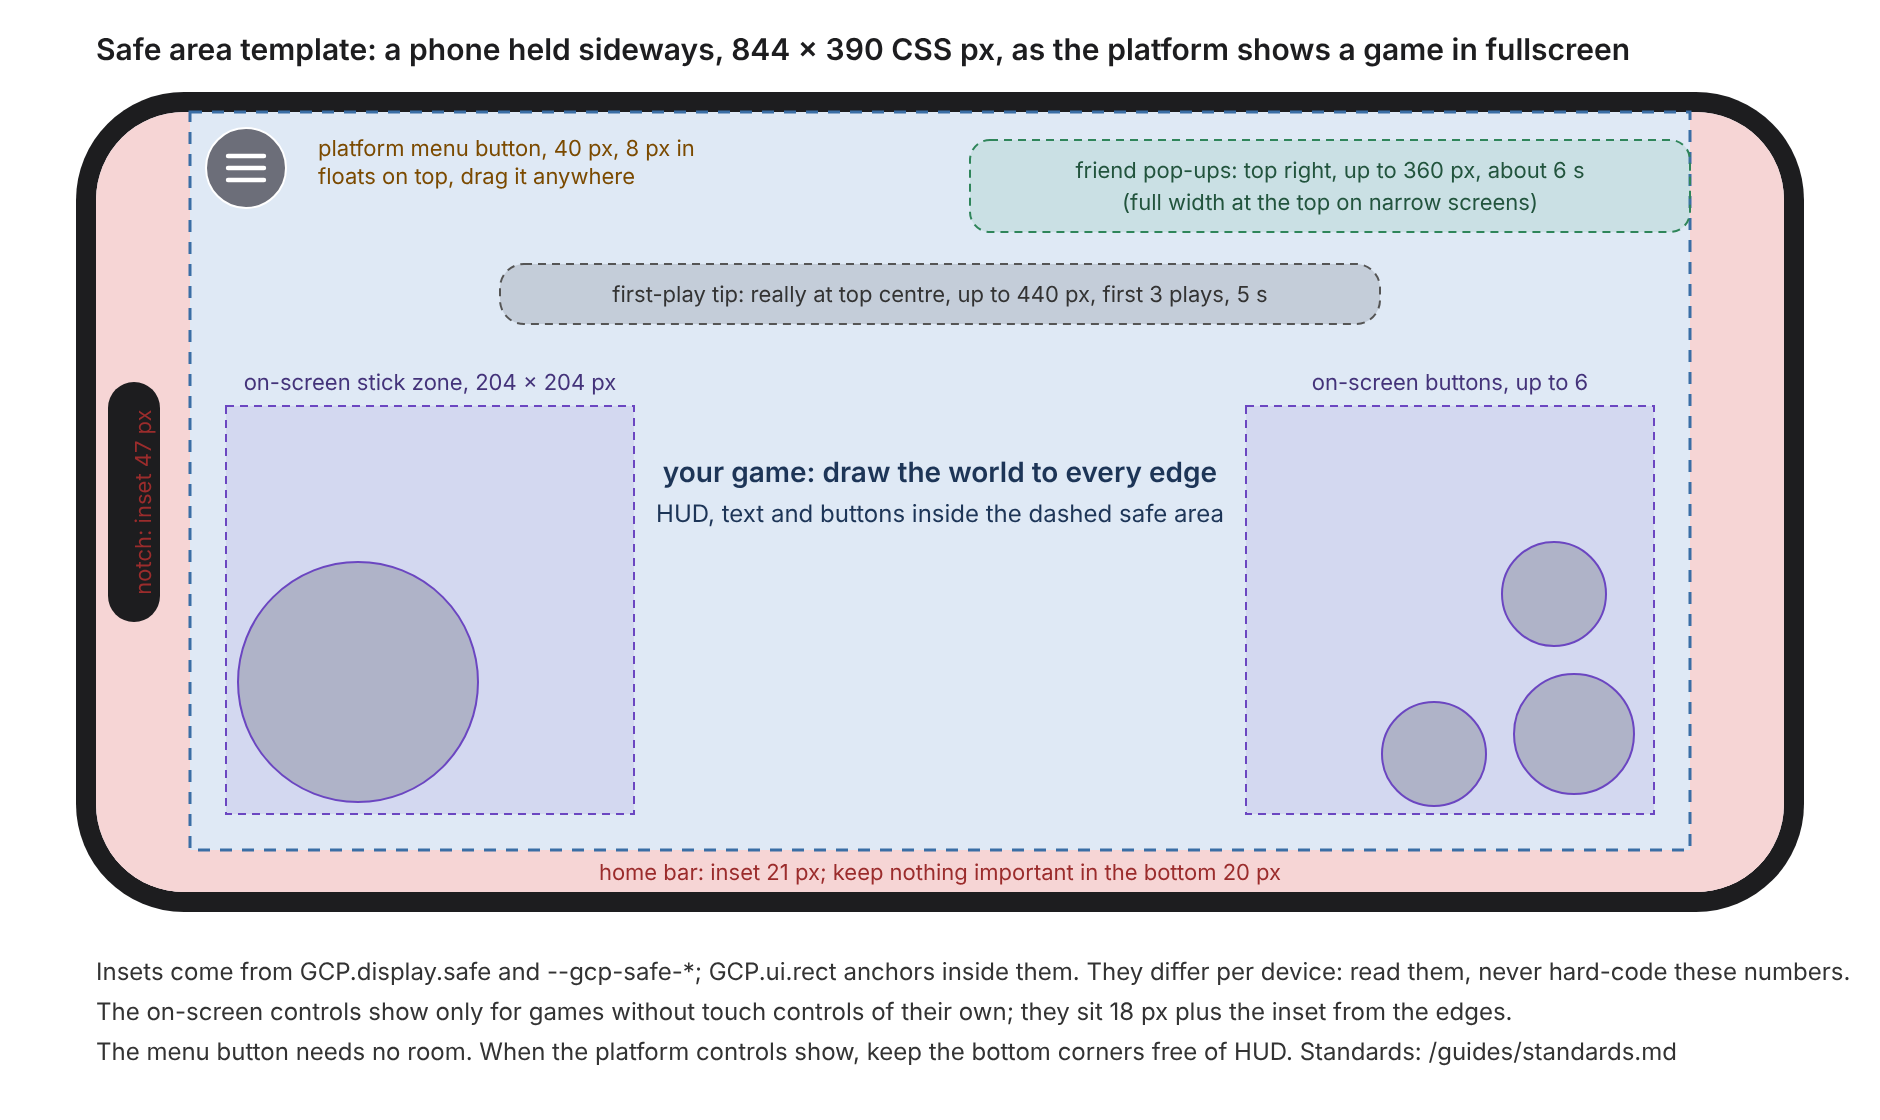 Safe area template: a phone held sideways, 844 × 390 CSS px, as the platform shows a game in fullscreen
platform menu button, 40 px, 8 px in
floats on top, drag it anywhere
friend pop-ups: top right, up to 360 px, about 6 s
(full width at the top on narrow screens)
first-play tip: really at top centre, up to 440 px, first 3 plays, 5 s
on-screen stick zone, 204 × 204 px
on-screen buttons, up to 6
notch: inset 47 px
your game: draw the world to every edge
HUD, text and buttons inside the dashed safe area
home bar: inset 21 px; keep nothing important in the bottom 20 px
Insets come from GCP.display.safe and --gcp-safe-*; GCP.ui.rect anchors inside them. They differ per device: read them, never hard-code these numbers.
The on-screen controls show only for games without touch controls of their own; they sit 18 px plus the inset from the edges.
The menu button needs no room. When the platform controls show, keep the bottom corners free of HUD. Standards: /guides/standards.md